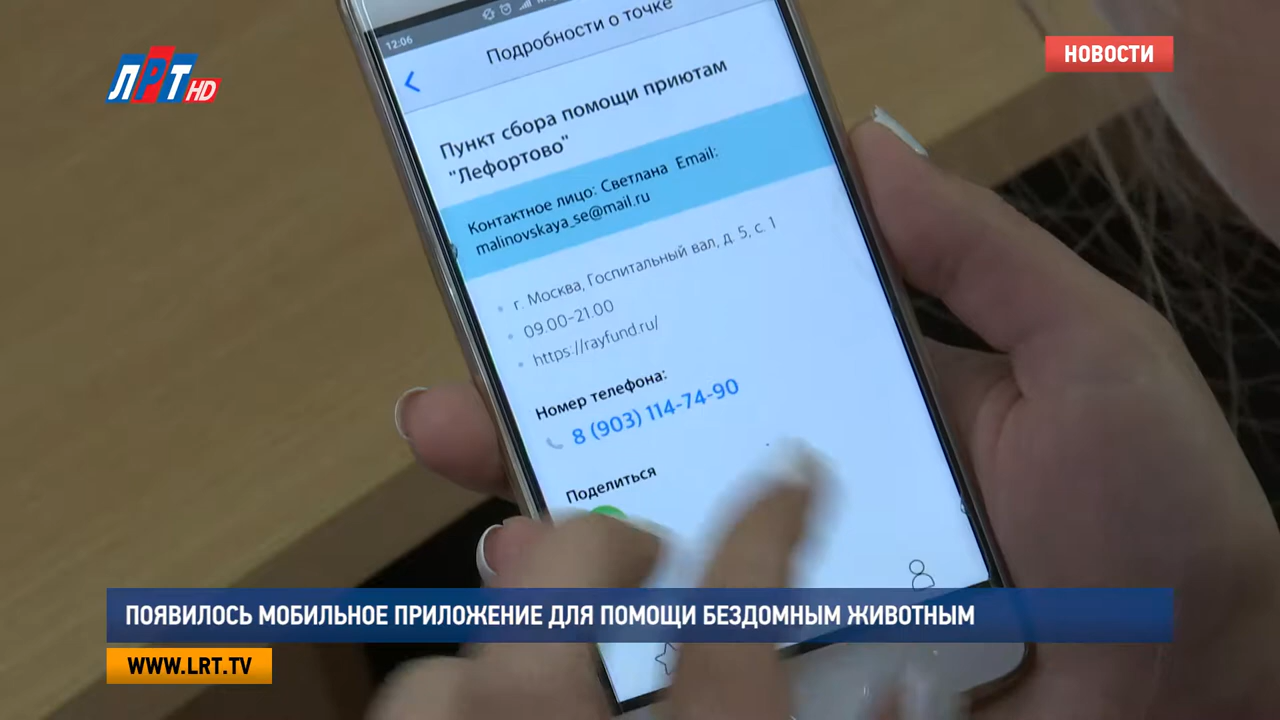 12:06
Подробности о точке
ЛРТ HD
НОВОСТИ
Пункт сбора помощи приютам
"Лефортово"
Контактное лицо: Светлана Email:
malinovskaya_se@mail.ru
г. Москва, Госпитальный вал, д. 5, с. 1
09.00-21.00
https://rayfund.ru/
Номер телефона:
8 (903) 114-74-90
Поделиться
ПОЯВИЛОСЬ МОБИЛЬНОЕ ПРИЛОЖЕНИЕ ДЛЯ ПОМОЩИ БЕЗДОМНЫМ ЖИВОТНЫМ
WWW.LRT.TV